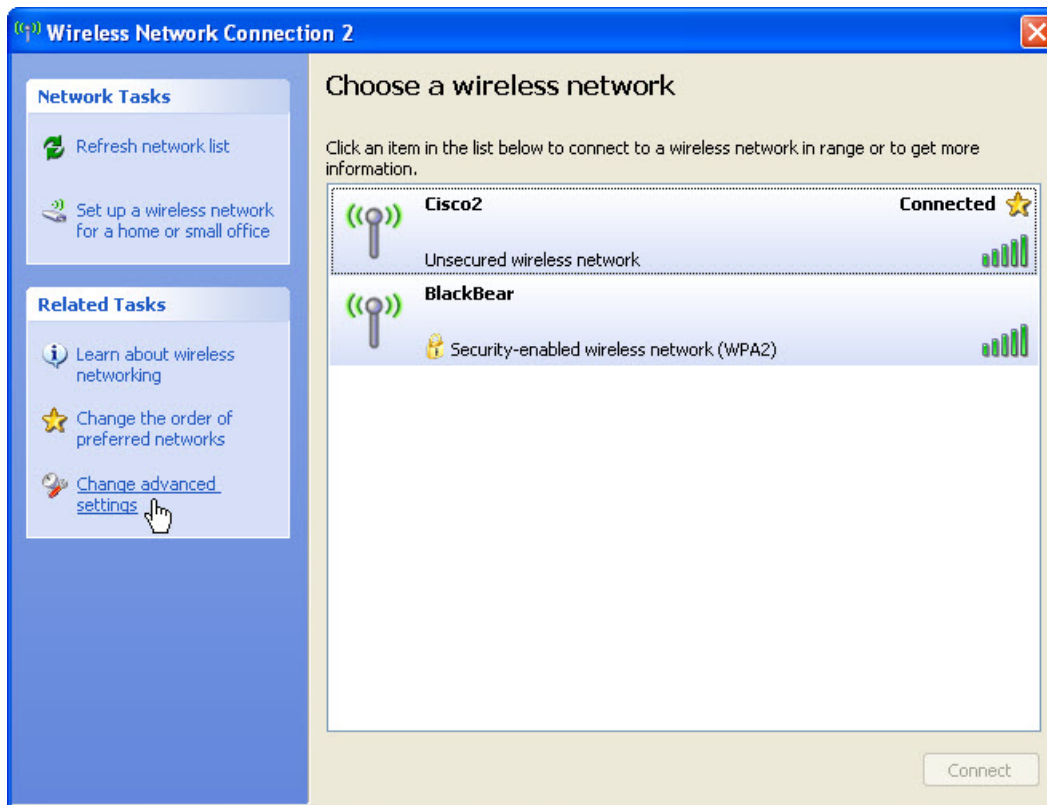 Wireless Network Connection 2
Network Tasks
Refresh network list
Set up a wireless network
for a home or small office
Related Tasks
Learn about wireless
networking
Change the order of
preferred networks
Change advanced
settings
Choose a wireless network
Click an item in the list below to connect to a wireless network in range or to get more
information.
Cisco2
Connected
Unsecured wireless network
BlackBear
Security-enabled wireless network (WPA2)
Connect